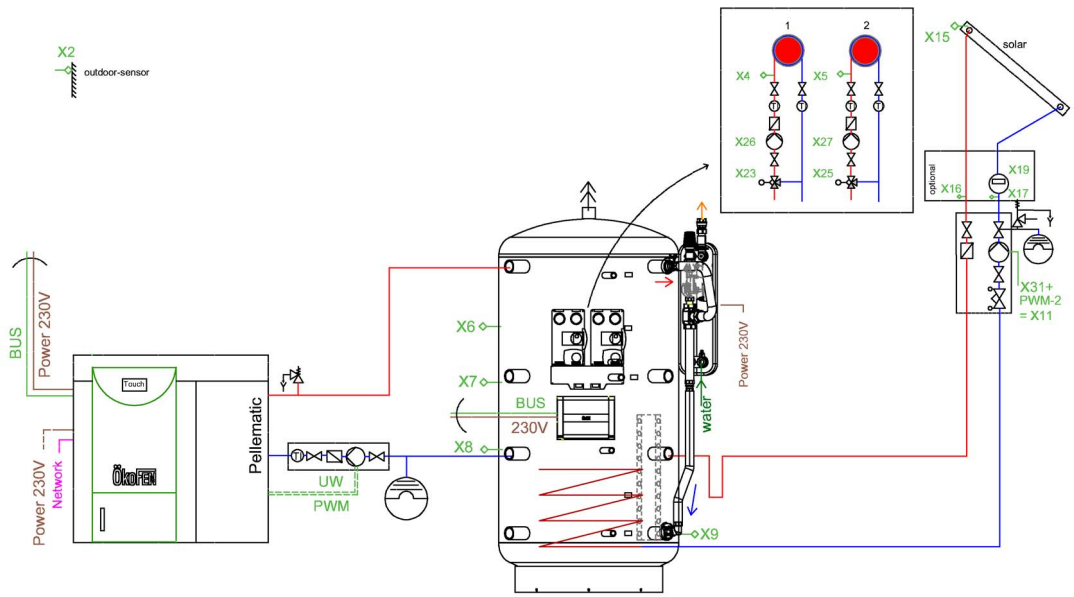 X2
outdoor-sensor
1
2
X4
X5
X26
X27
X23
X25
X15
solar
optional
X19
X16
X17
X31+
PWM-2
= X11
T
T
T
T
BUS
Power 230V
Touch
ÖkoFEN
Pellematic
Power 230V
Network
T
UW
PWM
X6
X7
X8
BUS
230V
Power 230V
water
X9